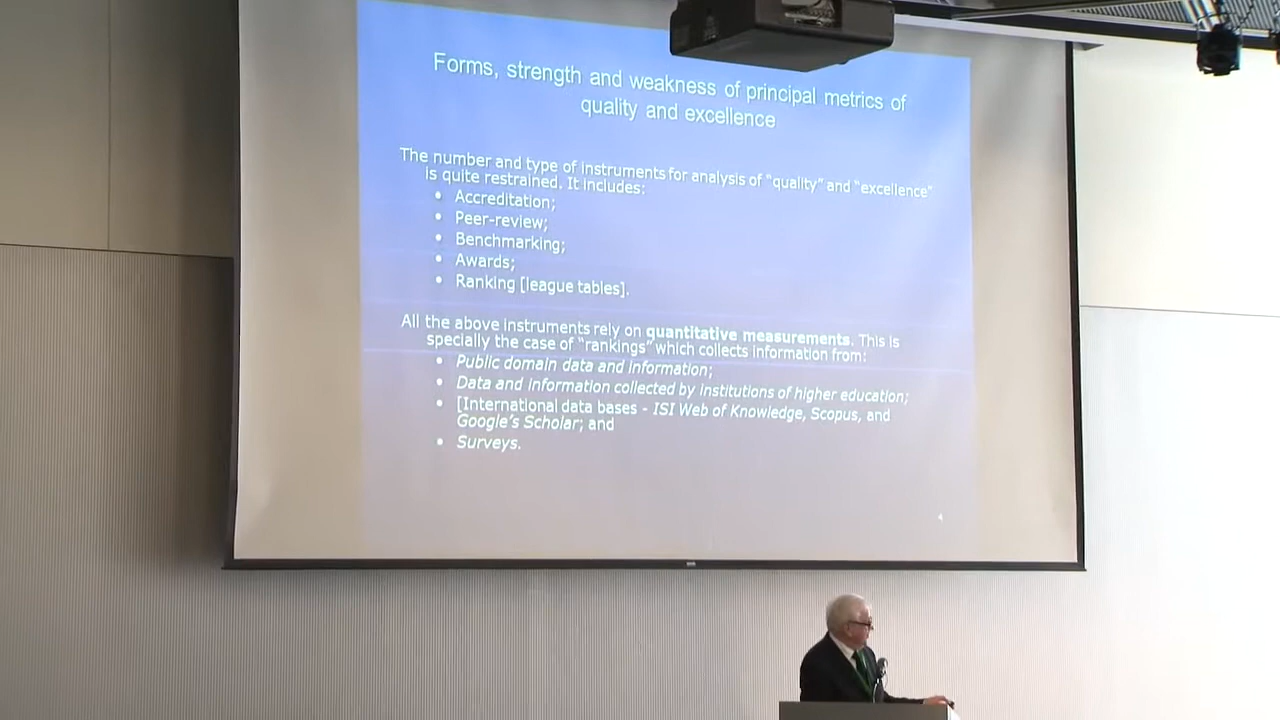 Forms, strength and weakness of principal metrics of
quality and excellence
The number and type of instruments for analysis of “quality” and “excellence”
is quite restrained. It includes:
• Accreditation;
• Peer-review;
• Benchmarking;
• Awards;
• Ranking [league tables].
All the above instruments rely on quantitative measurements. This is
specially the case of “rankings” which collects information from:
• Public domain data and information;
• Data and information collected by institutions of higher education;
• [International data bases - ISI Web of Knowledge, Scopus, and
Google’s Scholar; and
• Surveys.
4